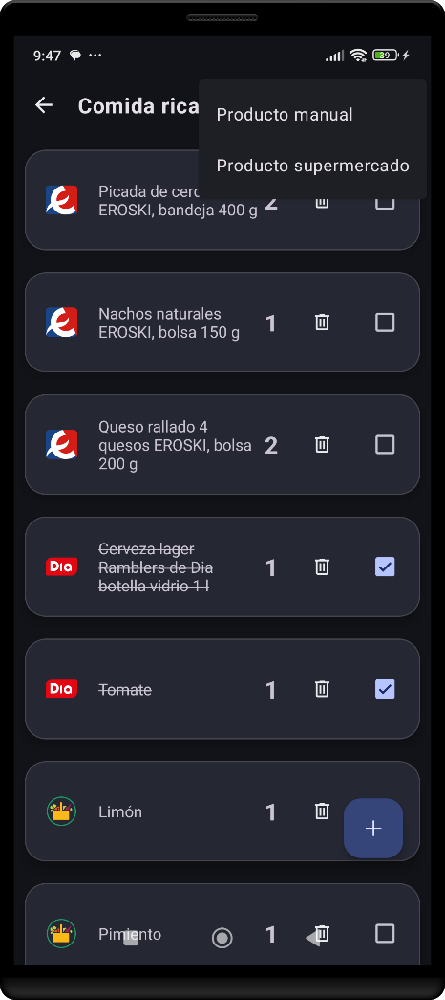 9:47
39
Comida rica
Producto manual
Producto supermercado
Picada de
EROSKI, bandeja 400 g
2
Nachos naturales
EROSKI, bolsa 150 g
1
Queso rallado 4
quesos EROSKI, bolsa
200 g
2
Dia
Cerveza lager
Ramblers de Dia
botella vidrio 1 l
1
Dia
Tomate
1
Limón
1
+
Pimiento
1